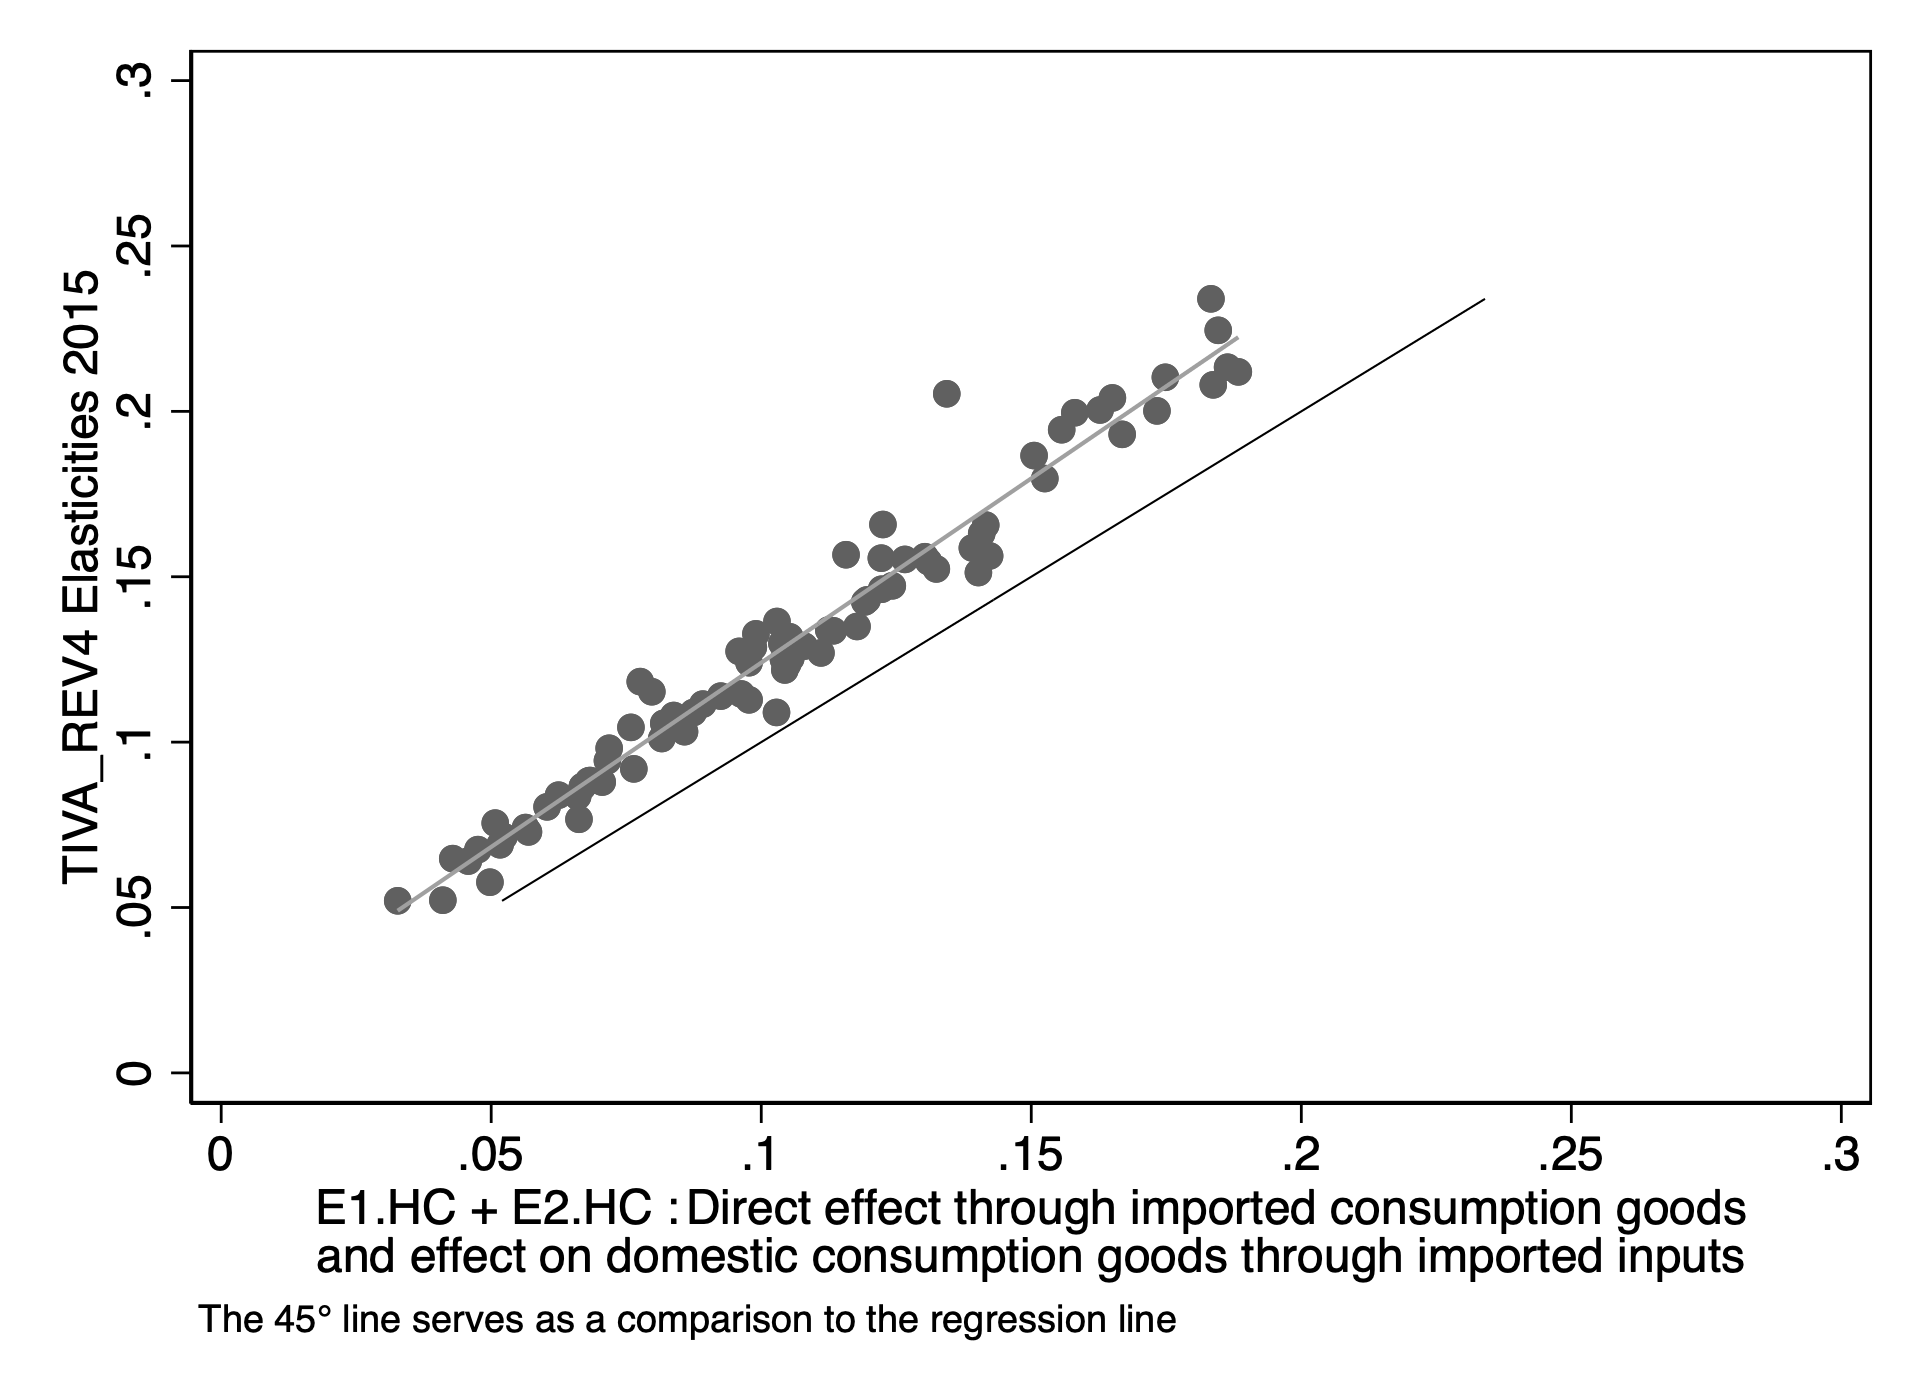 TIVA_REV4 Elasticities 2015
.3
.25
.2
.15
.1
.05
0
0 .05 .1 .15 .2 .25 .3
E1.HC + E2.HC : Direct effect through imported consumption goods
and effect on domestic consumption goods through imported inputs
The 45° line serves as a comparison to the regression line